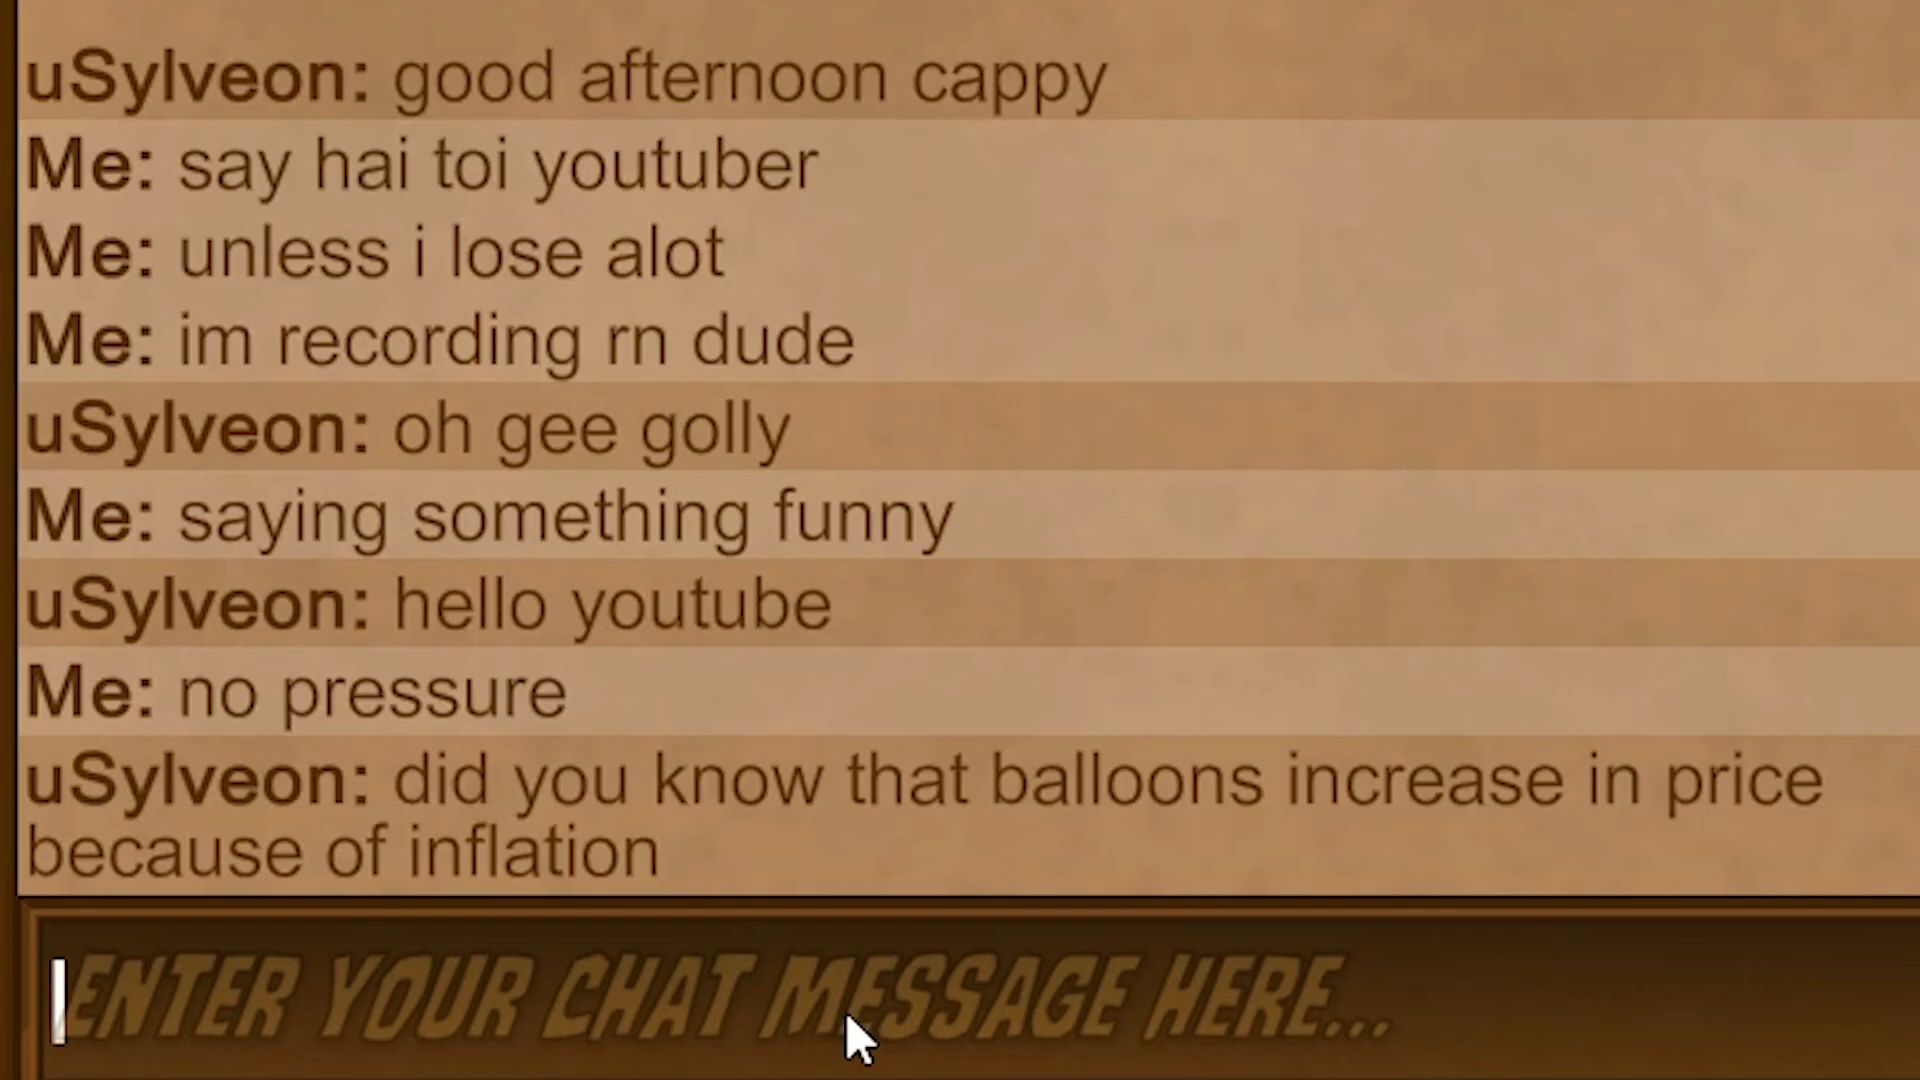 uSylveon: good afternoon cappy
Me: say hai toi youtuber
Me: unless i lose alot
Me: im recording rn dude
uSylveon: oh gee golly
Me: saying something funny
uSylveon: hello youtube
Me: no pressure
uSylveon: did you know that balloons increase in price
because of inflation
ENTER YOUR CHAT MESSAGE HERE...